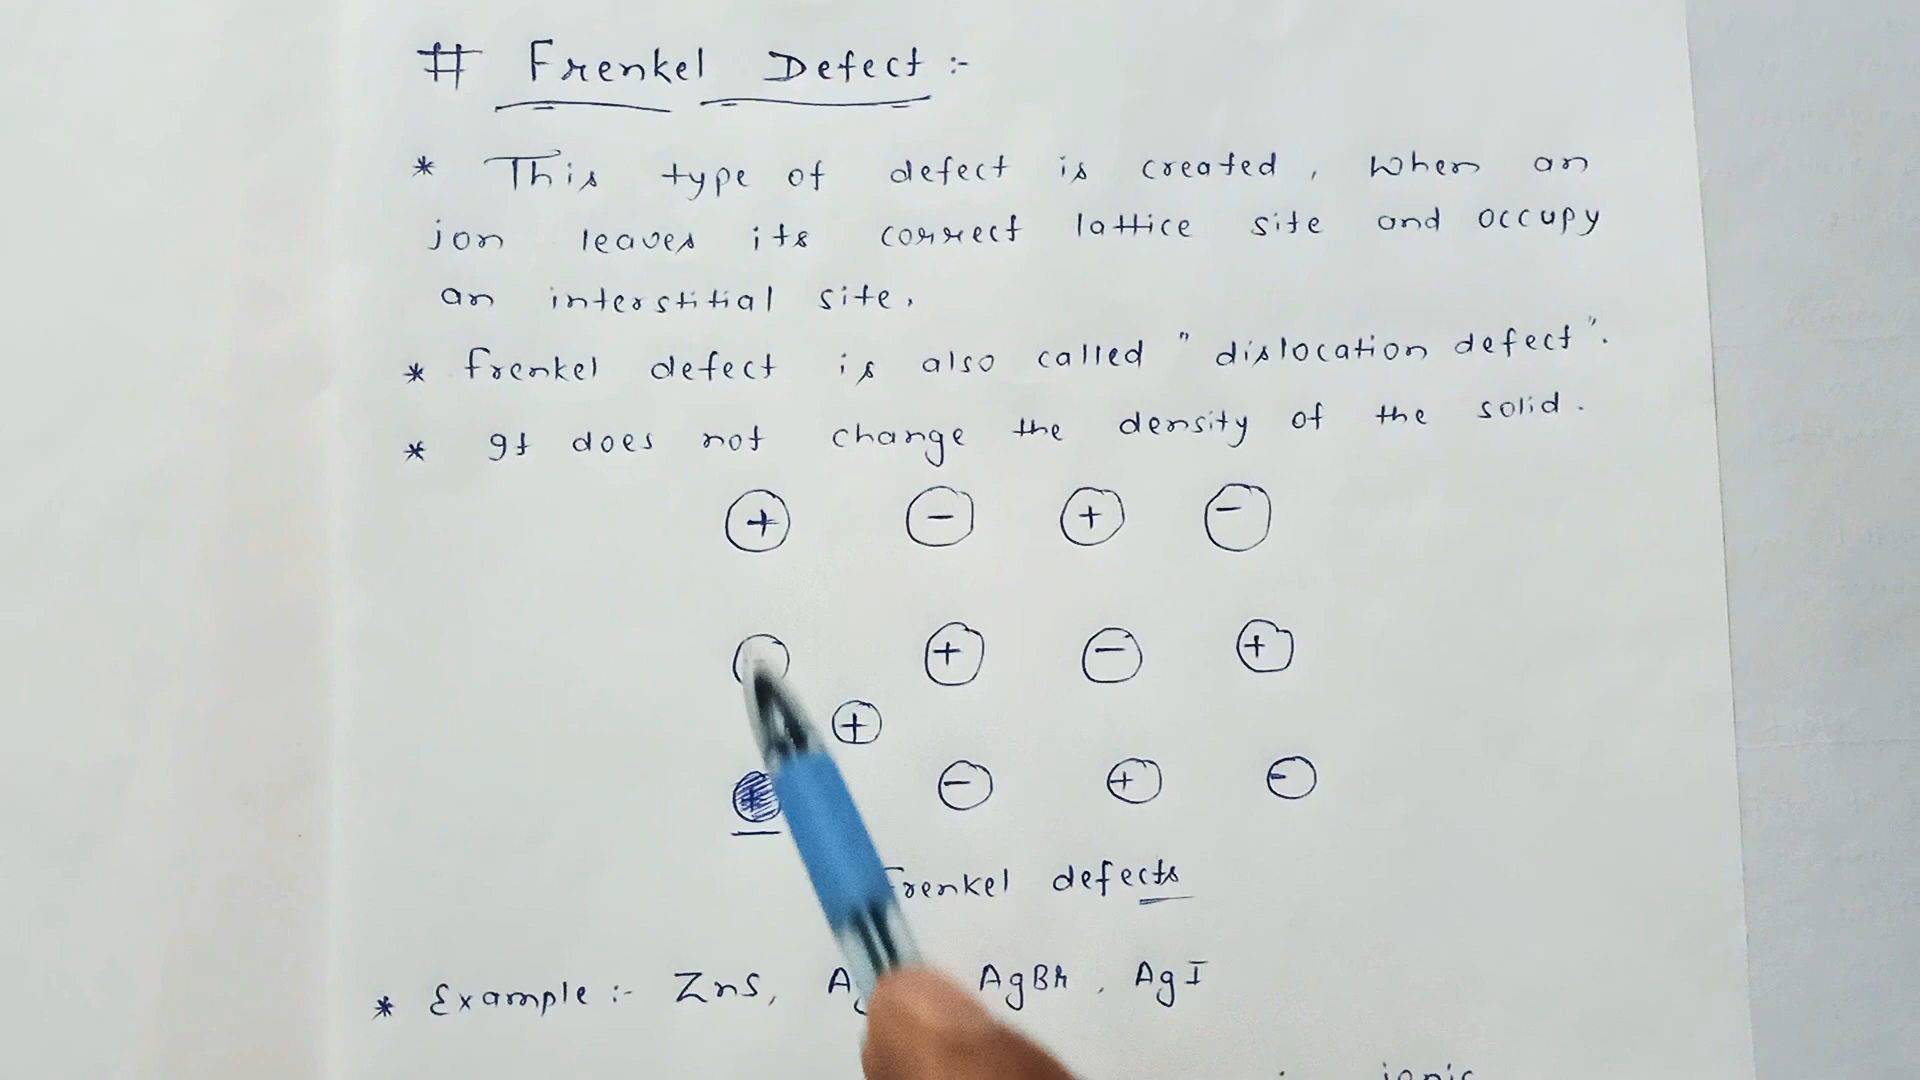 # Frenkel Defect :-
* This type of defect is created, when an
ion leaves its correct lattice site and occupy
an interstitial site.
* frenkel defect is also called "dislocation defect".
* It does not change the density of the solid.
+ - + -
+ - +
+
+ - + -
Frenkel defects
* Example :- ZnS, AgBr, AgI
ionic